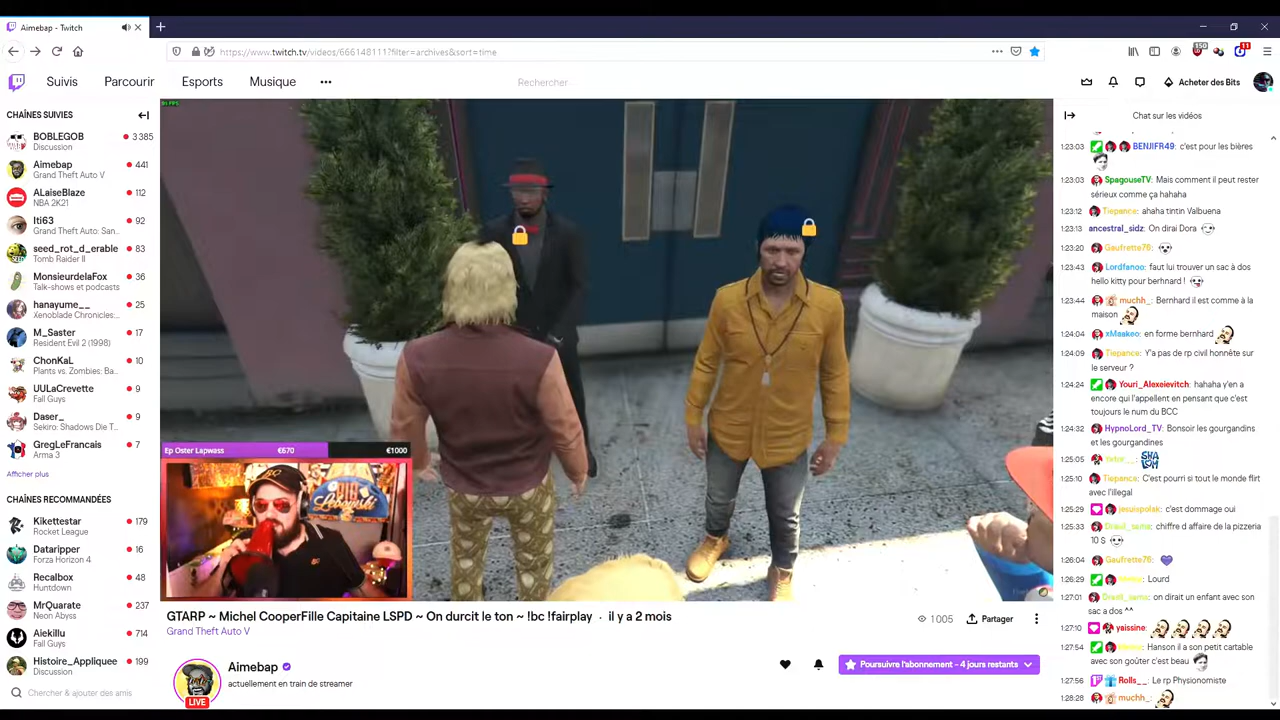 Aimebap - Twitch
https://www.twitch.tv/videos/666148111?filter=archives&sort=time
150
11
Suivis
Parcourir
Esports
Musique
Rechercher
Acheter des Bits
CHAÎNES SUIVIES
BOBLEGOB
3 385
Discussion
Aimebap
441
Grand Theft Auto V
ALaiseBlaze
112
NBA 2K21
Iti63
92
Grand Theft Auto: San...
seed_rot_d_erable
83
Tomb Raider II
MonsieurdelaFox
36
Talk-shows et podcasts
hanayume__
25
Xenoblade Chronicles:...
M_Saster
17
Resident Evil 2 (1998)
ChonKaL
10
Plants vs. Zombies: Ba...
UULaCrevette
9
Fall Guys
Daser_
9
Sekiro: Shadows Die T...
GregLeFrancais
7
Arma 3
Afficher plus
CHAÎNES RECOMMANDÉES
Kikettestar
179
Rocket League
Dataripper
16
Forza Horizon 4
Recalbox
48
Huntdown
MrQuarate
237
Neon Abyss
Aiekillu
714
Fall Guys
Histoire_Appliquee
199
Discussion
Chercher & ajouter des amis
Ep Oster Lapwass
€670
€1000
Lebowski
GTARP ~ Michel CooperFille Capitaine LSPD ~ On durcit le ton ~ !bc !fairplay · il y a 2 mois
Grand Theft Auto V
1 005
Partager
Aimebap
actuellement en train de streamer
LIVE
Poursuivre l'abonnement – 4 jours restants
Chat sur les vidéos
1:23:03 BENJIFR49: c'est pour les bières
1:23:03 SpagouseTV: Mais comment il peut rester
sérieux comme ça hahaha
1:23:12 Tiepance: ahaha tintin Valbuena
1:23:13 ancestral_sidz: On dirai Dora
1:23:20 Gaufrette76:
1:23:43 Lordfanoo: faut lui trouver un sac à dos
hello kitty pour berhnard !
1:23:44 muchh_: Bernhard il est comme à la
maison
1:24:04 xMaakeo: en forme bernhard
1:24:09 Tiepance: Y'a pas de rp civil honnête sur
le serveur ?
1:24:24 Youri_Alexeievitch: hahaha y'en a
encore qui l'appellent en pensant que c'est
toujours le num du BCC
1:24:32 HypnoLord_TV: Bonsoir les gourgandins
et les gourgandines
1:25:05
1:25:10 Tiepance: C'est pourri si tout le monde flirt
avec l'illegal
1:25:29 jesuispolak: c'est dommage oui
1:25:33 chiffre d affaire de la pizzeria
10 $
1:26:04 Gaufrette76:
1:26:29 Lourd
1:27:01 on dirait un enfant avec son
sac a dos ^^
1:27:10 yaissine:
1:27:54 Hanson il a son petit cartable
avec son goûter c'est beau
1:27:56 Rolls__: Le rp Physionomiste
1:28:28 muchh_: